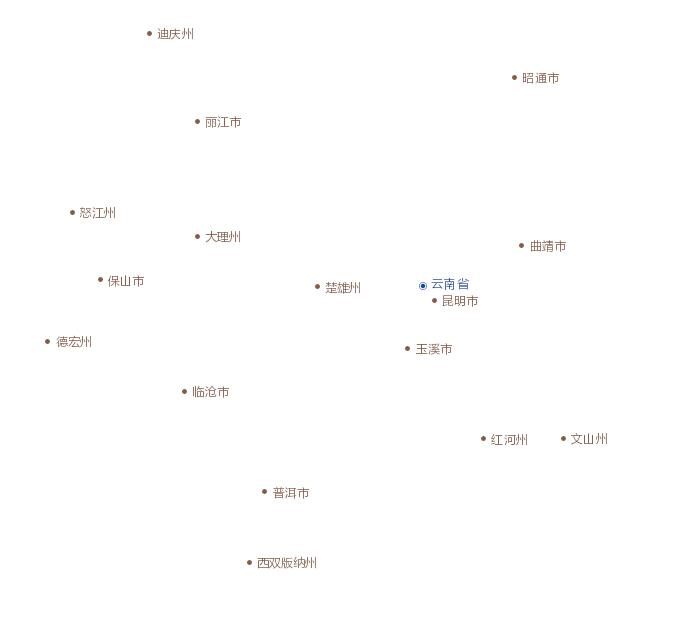 迪庆州
昭通市
丽江市
怒江州
大理州
曲靖市
保山市
楚雄州
云南省
昆明市
德宏州
玉溪市
临沧市
红河州
文山州
普洱市
西双版纳州